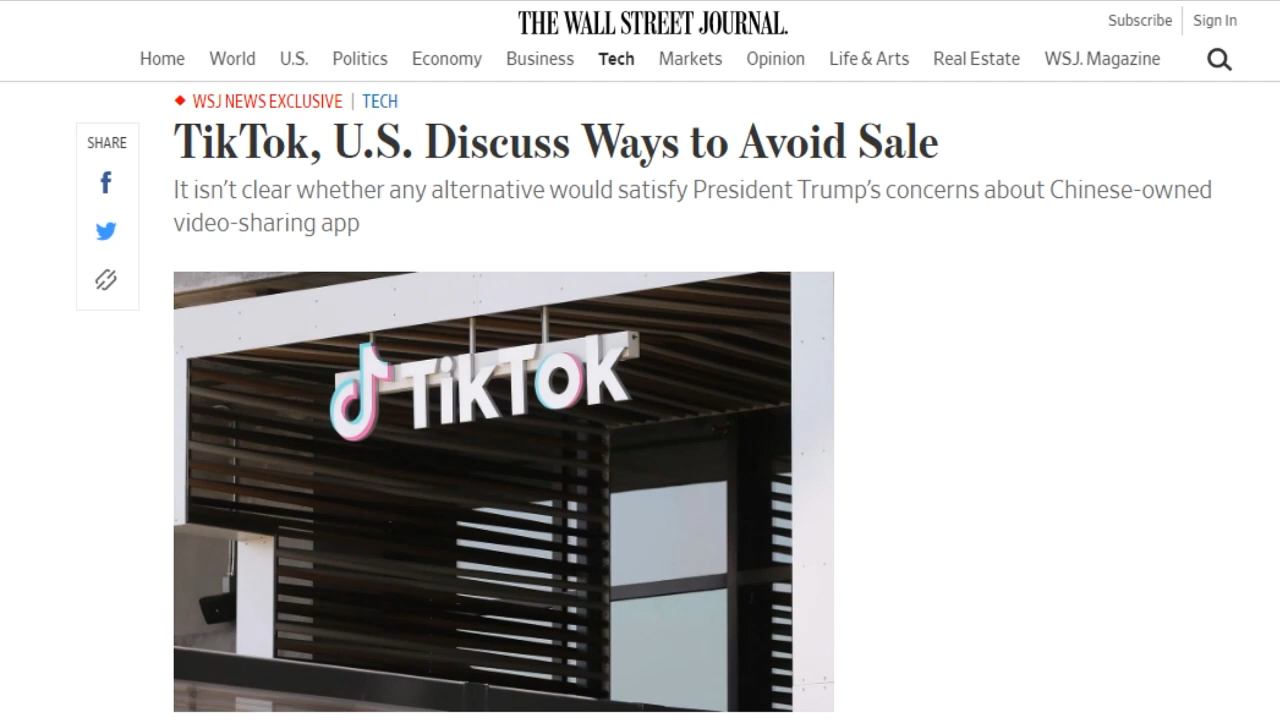 THE WALL STREET JOURNAL.
Subscribe Sign In
Home World U.S. Politics Economy Business Tech Markets Opinion Life & Arts Real Estate WSJ. Magazine
WSJ NEWS EXCLUSIVE | TECH
TikTok, U.S. Discuss Ways to Avoid Sale
It isn't clear whether any alternative would satisfy President Trump's concerns about Chinese-owned
video-sharing app
SHARE
TikTok